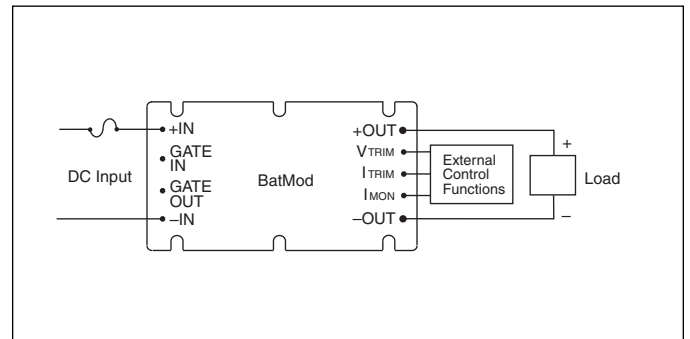 DC Input
+IN
GATE
IN
GATE
OUT
–IN
BatMod
+OUT
VTRIM
ITRIM
IMON
–OUT
External
Control
Functions
+
Load
–